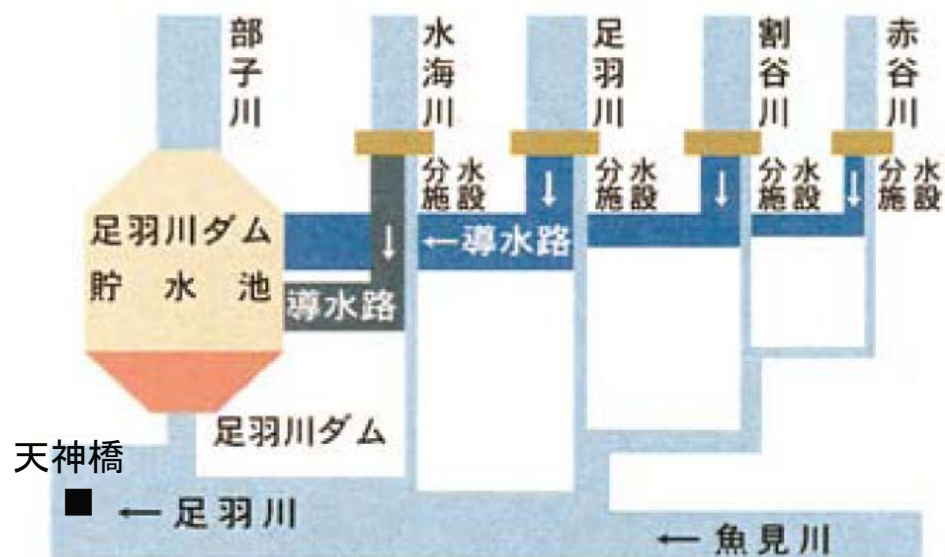 部子川
水海川
足羽川
割谷川
赤谷川
分水施設
分水施設
分水施設
分水施設
足羽川ダム
貯水池
←導水路
導水路
足羽川ダム
天神橋
←足羽川
←魚見川